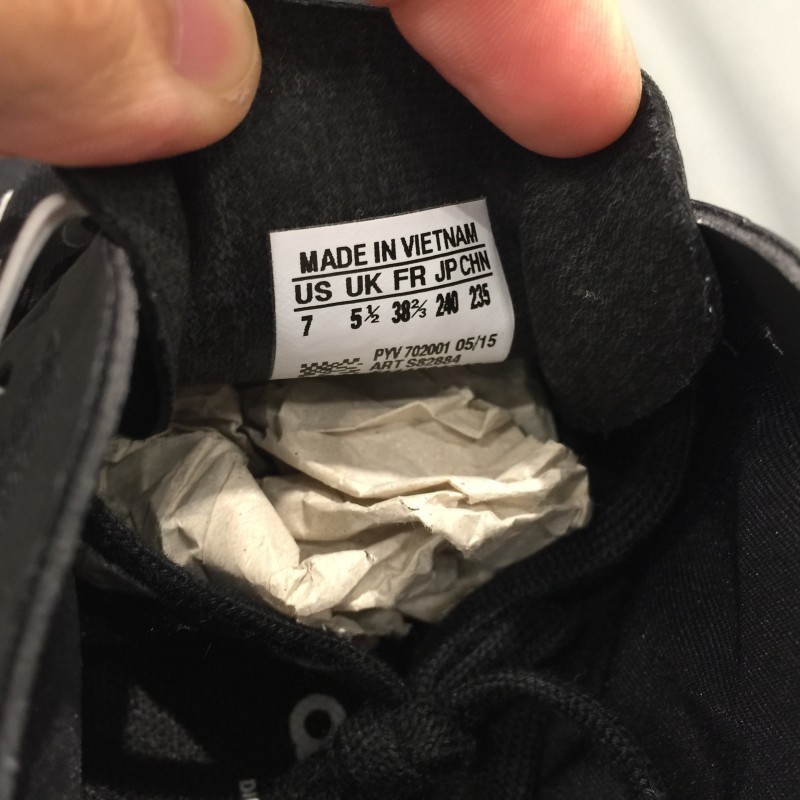 MADE IN VIETNAM
US UK FR JP CHN
7 5½ 38⅔ 240 235
PYV 702001 05/15
ART S82884